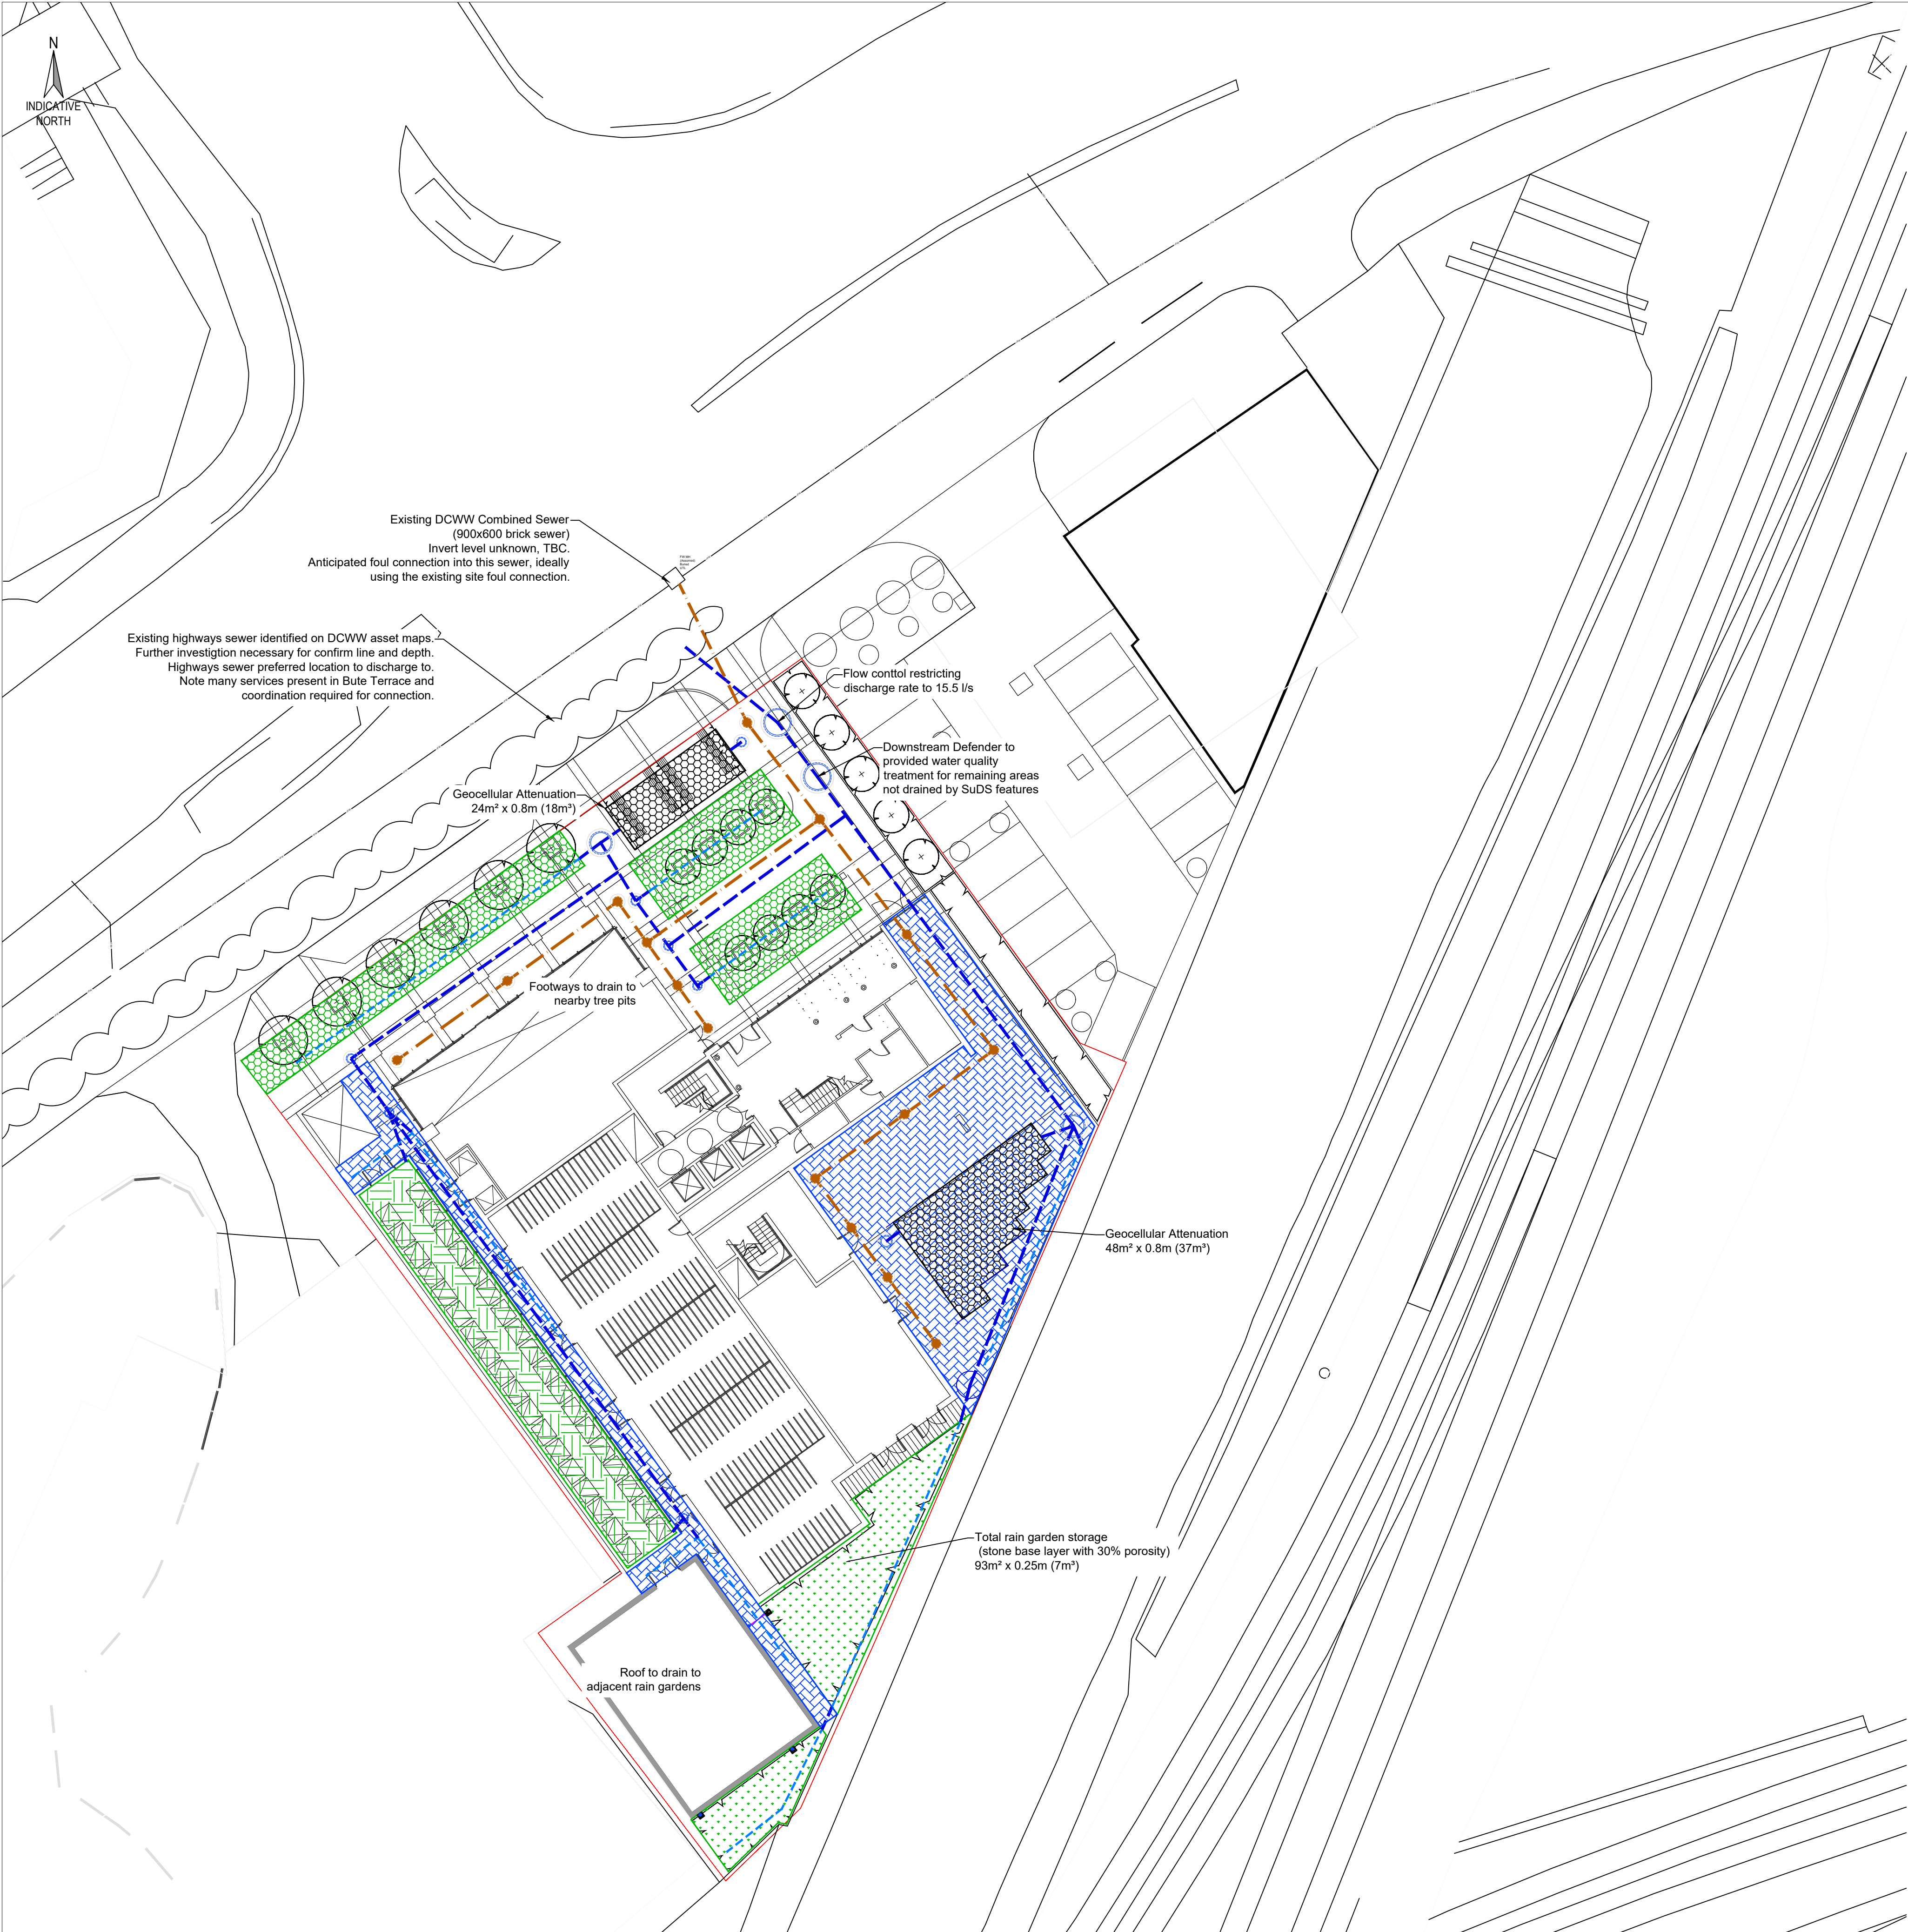 N
INDICATIVE
NORTH
Existing DCWW Combined Sewer
(900x600 brick sewer)
Invert level unknown, TBC.
Anticipated foul connection into this sewer, ideally
using the existing site foul connection.
Existing highways sewer identified on DCWW asset maps.
Further investigtion necessary for confirm line and depth.
Highways sewer preferred location to discharge to.
Note many services present in Bute Terrace and
coordination required for connection.
Flow conttol restricting
discharge rate to 15.5 l/s
Downstream Defender to
provided water quality
treatment for remaining areas
not drained by SuDS features
Geocellular Attenuation
24m² x 0.8m (18m³)
Footways to drain to
nearby tree pits
Geocellular Attenuation
48m² x 0.8m (37m³)
Total rain garden storage
(stone base layer with 30% porosity)
93m² x 0.25m (7m³)
Roof to drain to
adjacent rain gardens